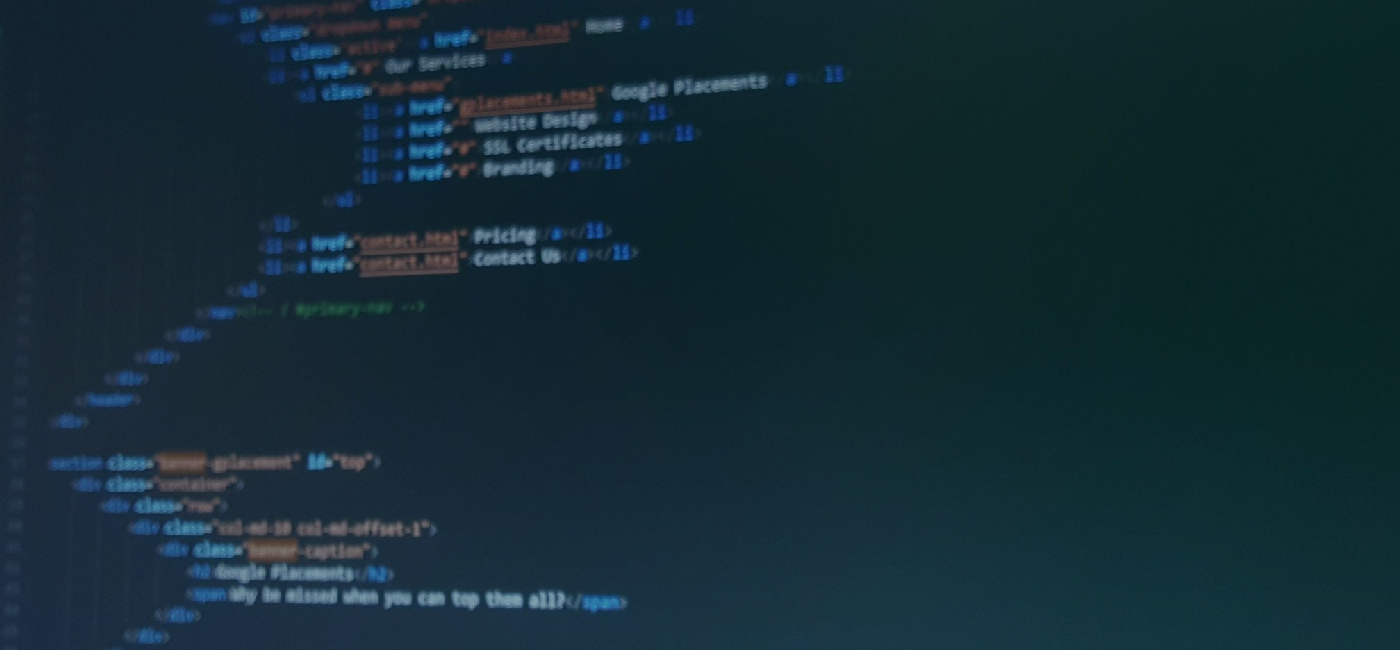 id="primary-nav" class=
class="dropdown menu"
li class="active" a href="index.html" Home a li
li a href="#" Our Services a
ul class="sub-menu"
<li><a href="gplacements.html" Google Placements</a></li>
<li><a href="" Website Design</a></li>
<li><a href="#" SSL Certificates</a></li>
<li><a href="#" Branding</a></li>
</ul>
</li>
<li><a href="contact.html" Pricing</a></li>
<li><a href="contact.html" Contact Us</a></li>
</ul>
</nav><!-- / #primary-nav -->
</div>
</div>
</div>
</header>
</div>
section class="banner-gplacement" id="top">
<div class="container">
<div class="row">
<div class="col-md-10 col-md-offset-1">
<div class="banner-caption">
<h2>Google Placements</h2>
<span>Why be missed when you can top them all?</span>
</div>
</div>